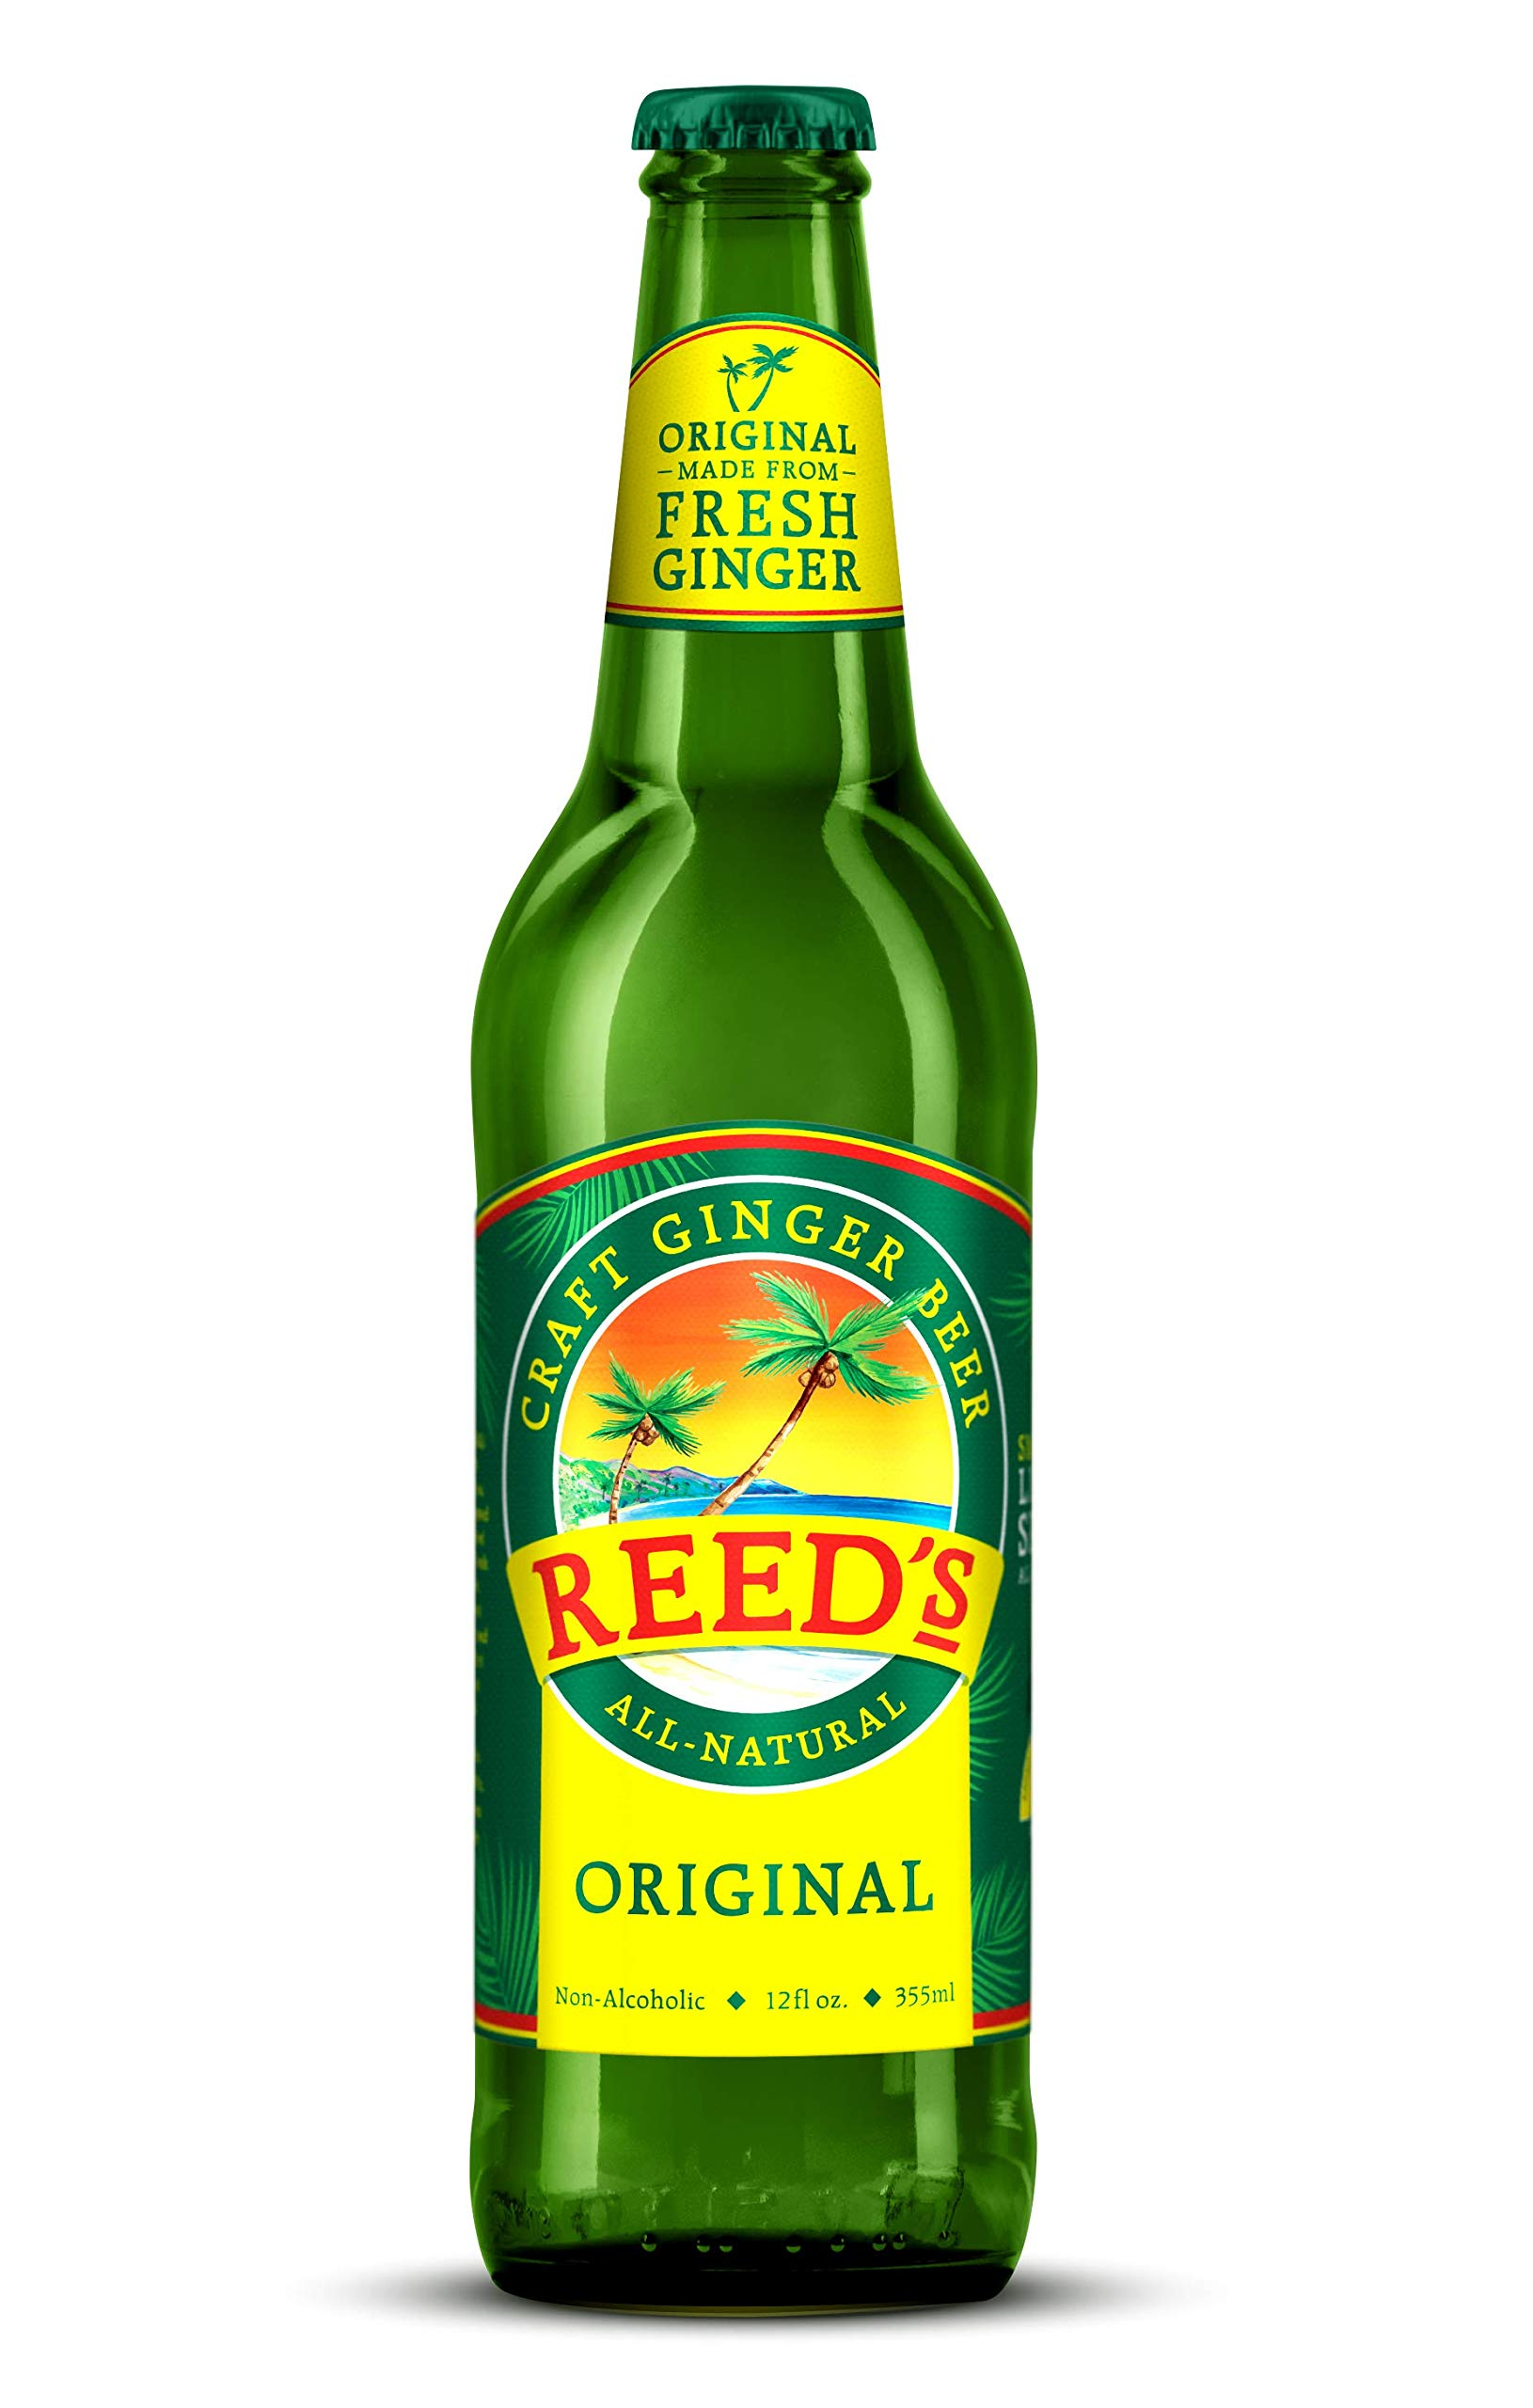 ORIGINAL
–MADE FROM–
FRESH
GINGER
CRAFT GINGER BEER
REED'S
ALL-NATURAL
ORIGINAL
Non-Alcoholic ◆ 12fl oz. ◆ 355ml